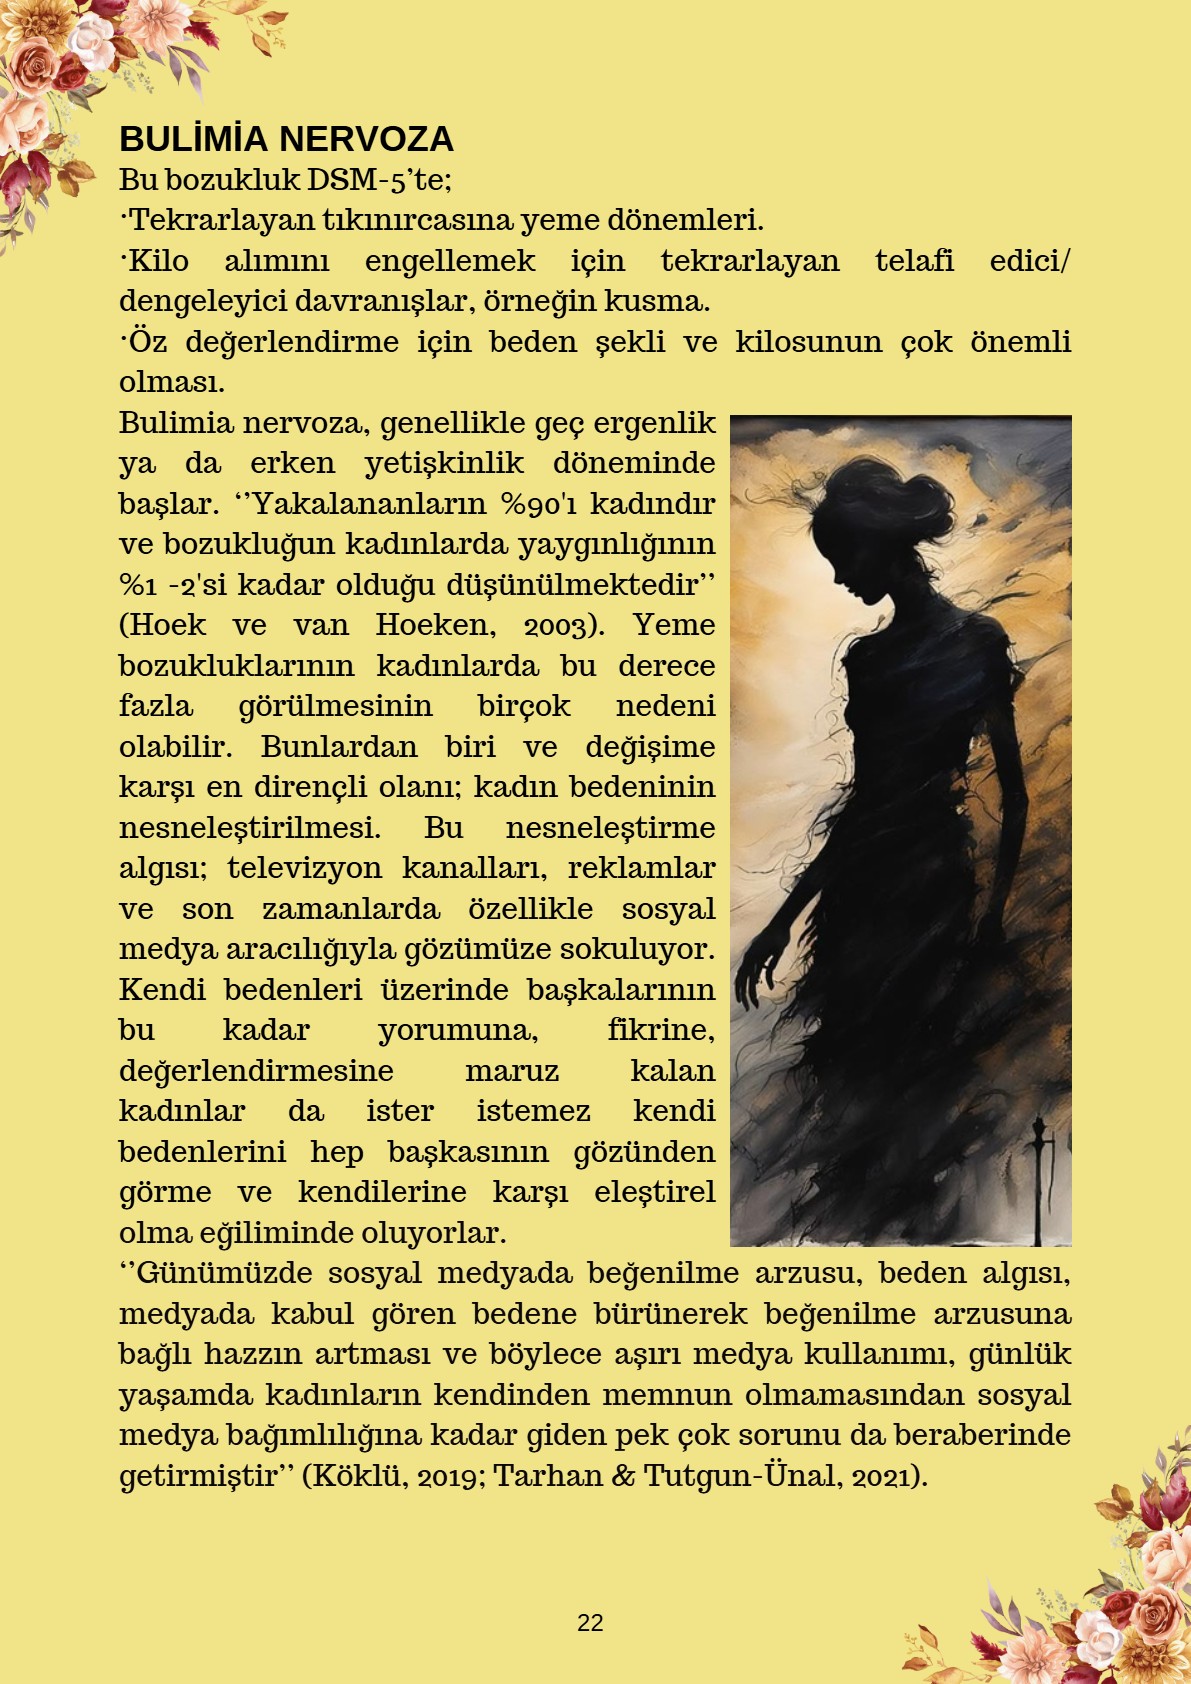 BULİMİA NERVOZA
Bu bozukluk DSM-5’te;
·Tekrarlayan tıkınırcasına yeme dönemleri.
·Kilo alımını engellemek için tekrarlayan telafi edici/
dengeleyici davranışlar, örneğin kusma.
·Öz değerlendirme için beden şekli ve kilosunun çok önemli
olması.
Bulimia nervoza, genellikle geç ergenlik
ya da erken yetişkinlik döneminde
başlar. ‘’Yakalananların %90'ı kadındır
ve bozukluğun kadınlarda yaygınlığının
%1 -2'si kadar olduğu düşünülmektedir’’
(Hoek ve van Hoeken, 2003). Yeme
bozukluklarının kadınlarda bu derece
fazla görülmesinin birçok nedeni
olabilir. Bunlardan biri ve değişime
karşı en dirençli olanı; kadın bedeninin
nesneleştirilmesi. Bu nesneleştirme
algısı; televizyon kanalları, reklamlar
ve son zamanlarda özellikle sosyal
medya aracılığıyla gözümüze sokuluyor.
Kendi bedenleri üzerinde başkalarının
bu kadar yorumuna, fikrine,
değerlendirmesine maruz kalan
kadınlar da ister istemez kendi
bedenlerini hep başkasının gözünden
görme ve kendilerine karşı eleştirel
olma eğiliminde oluyorlar.
‘’Günümüzde sosyal medyada beğenilme arzusu, beden algısı,
medyada kabul gören bedene bürünerek beğenilme arzusuna
bağlı hazzın artması ve böylece aşırı medya kullanımı, günlük
yaşamda kadınların kendinden memnun olmamasından sosyal
medya bağımlılığına kadar giden pek çok sorunu da beraberinde
getirmiştir’’ (Köklü, 2019; Tarhan & Tutgun-Ünal, 2021).
22